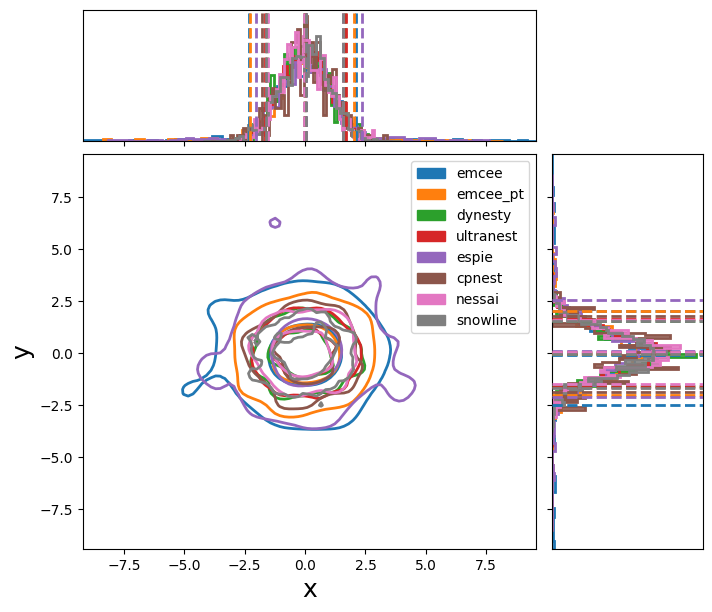 7.5
5.0
2.5
0.0
−2.5
−5.0
−7.5
y
emcee
emcee_pt
dynesty
ultranest
espie
cpnest
nessai
snowline
−7.5 −5.0 −2.5 0.0 2.5 5.0 7.5
x